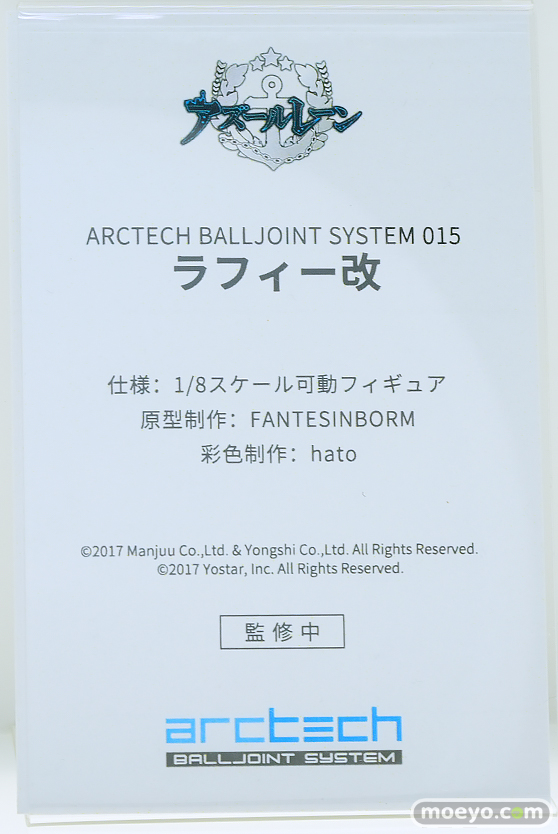 アズールレーン
ARCTECH BALLJOINT SYSTEM 015
ラフィー改
仕様：1/8スケール可動フィギュア
原型制作：FANTESINBORM
彩色制作：hato
©2017 Manjuu Co.,Ltd. & Yongshi Co.,Ltd. All Rights Reserved.
©2017 Yostar, Inc. All Rights Reserved.
監修中
arctech
BALLJOINT SYSTEM
moeyo.com